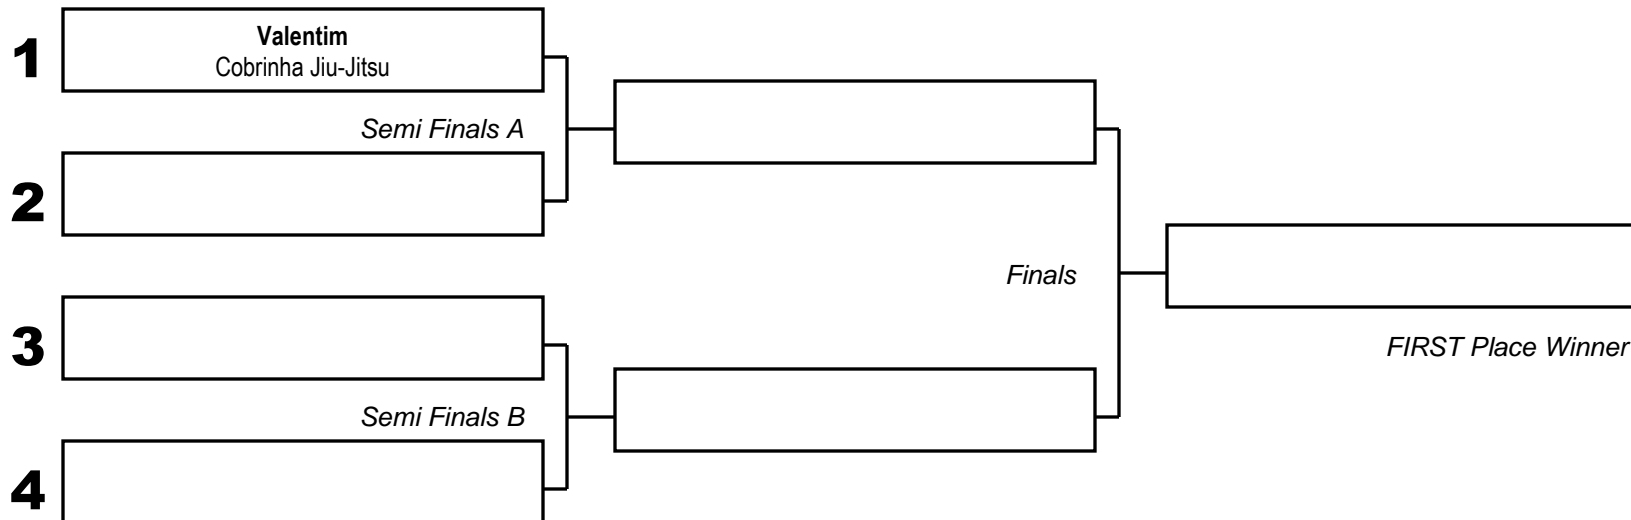 1
Valentim
Cobrinha Jiu-Jitsu
Semi Finals A
2
Finals
3
FIRST Place Winner
Semi Finals B
4